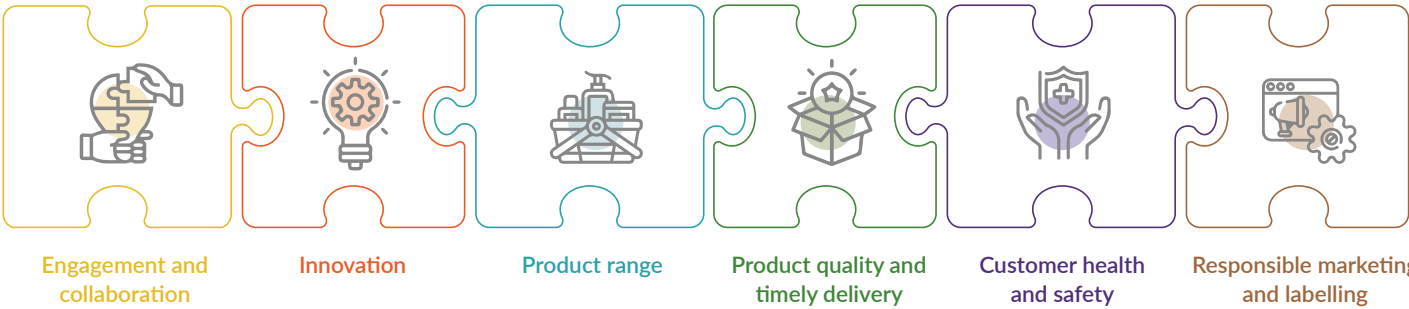 Engagement and
collaboration
Innovation
Product range
Product quality and
timely delivery
Customer health
and safety
Responsible marketing
and labelling